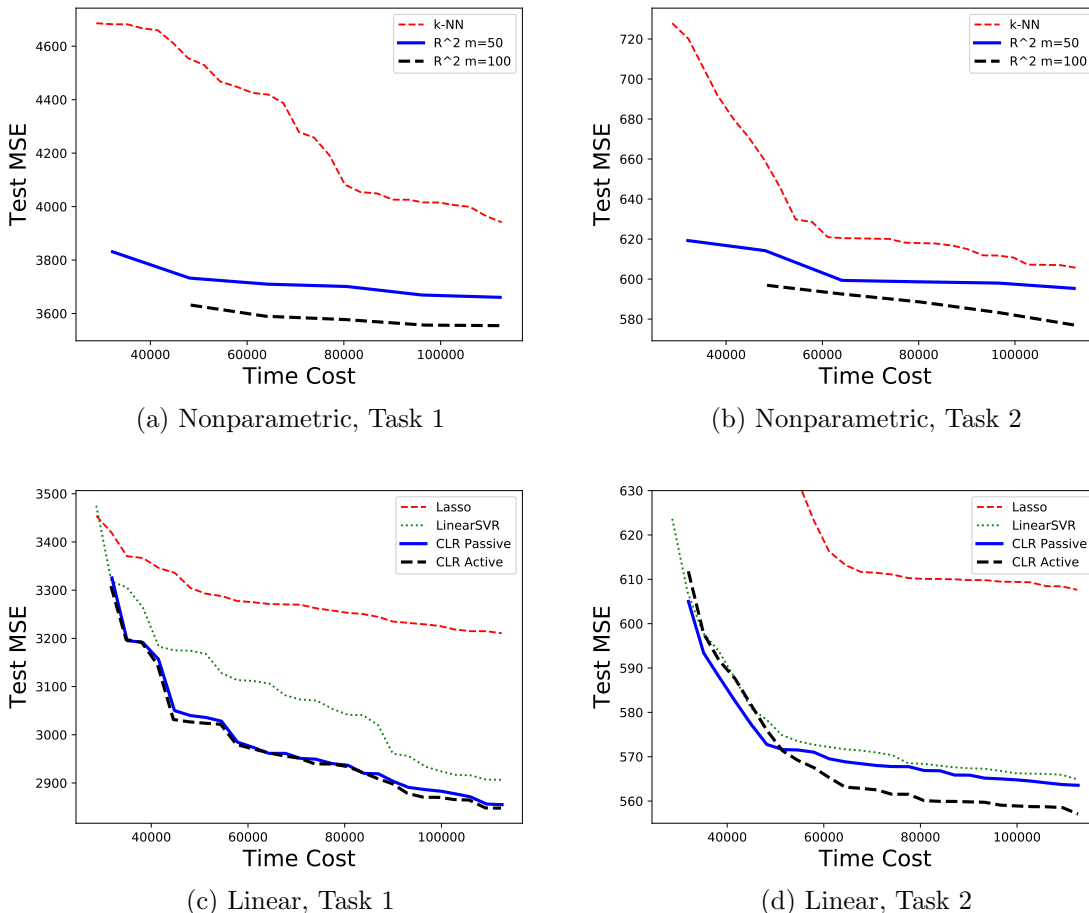 k-NN
R^2 m=50
R^2 m=100
4600
4400
4200
4000
3800
3600
Test MSE
40000 60000 80000 100000
Time Cost
(a) Nonparametric, Task 1
k-NN
R^2 m=50
R^2 m=100
720
700
680
660
640
620
600
580
Test MSE
40000 60000 80000 100000
Time Cost
(b) Nonparametric, Task 2
Lasso
LinearSVR
CLR Passive
CLR Active
3500
3400
3300
3200
3100
3000
2900
Test MSE
40000 60000 80000 100000
Time Cost
(c) Linear, Task 1
Lasso
LinearSVR
CLR Passive
CLR Active
630
620
610
600
590
580
570
560
Test MSE
40000 60000 80000 100000
Time Cost
(d) Linear, Task 2